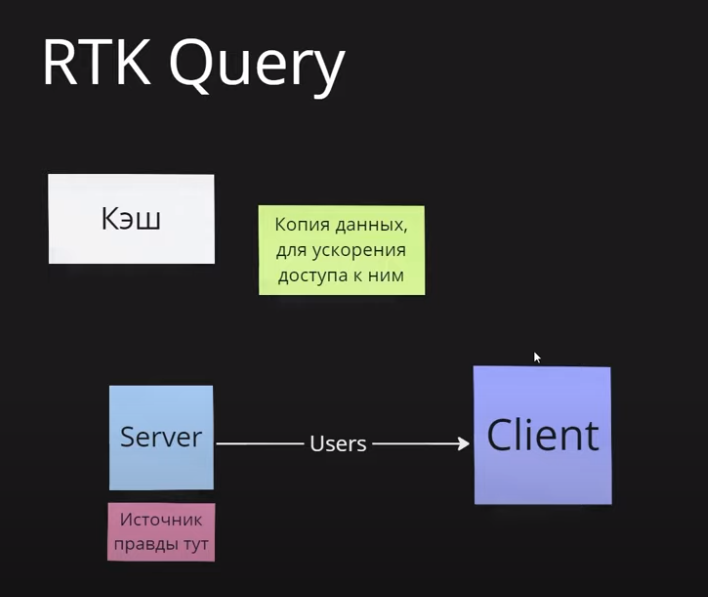 RTK Query
Кэш
Копия данных,
для ускорения
доступа к ним
Server
Users
Client
Источник
правды тут